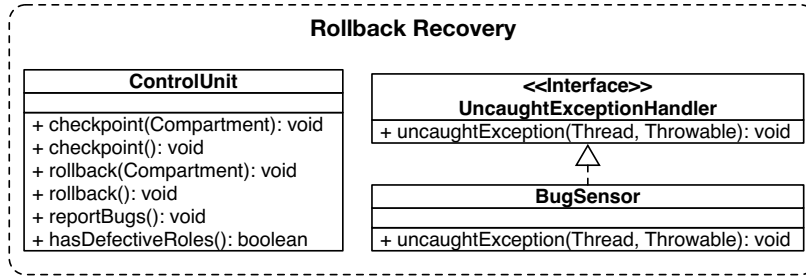 Rollback Recovery
ControlUnit
+ checkpoint(Compartment): void
+ checkpoint(): void
+ rollback(Compartment): void
+ rollback(): void
+ reportBugs(): void
+ hasDefectiveRoles(): boolean
<<Interface>>
UncaughtExceptionHandler
+ uncaughtException(Thread, Throwable): void
BugSensor
+ uncaughtException(Thread, Throwable): void